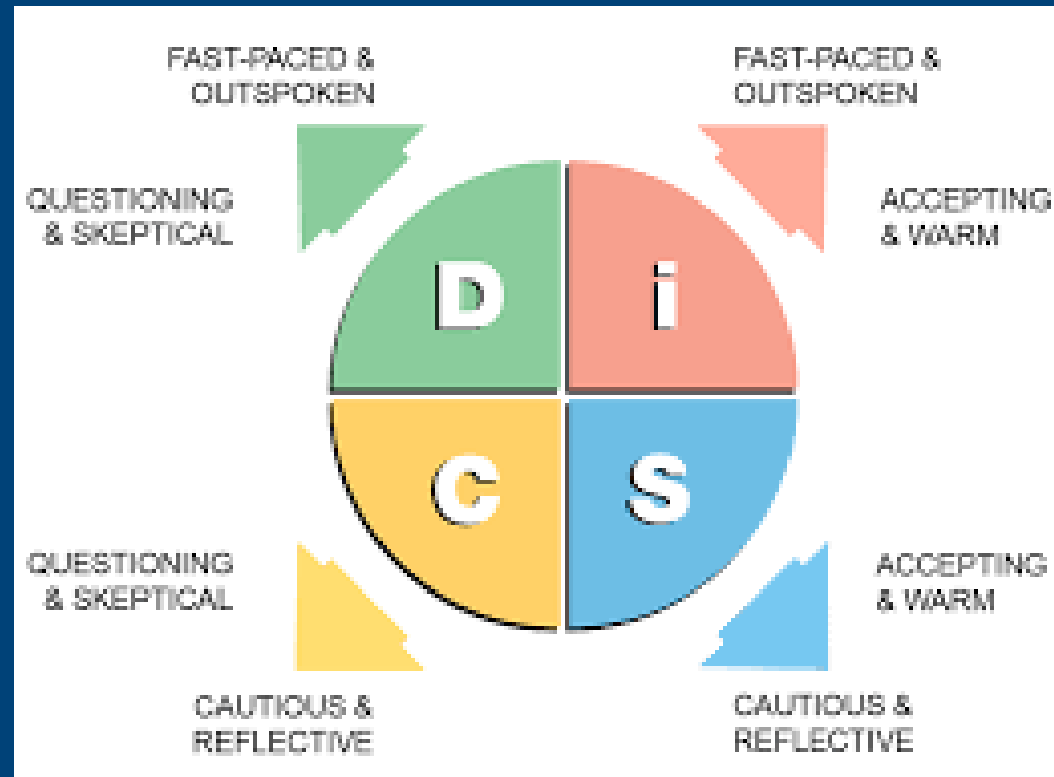 FAST-PACED &
OUTSPOKEN
FAST-PACED &
OUTSPOKEN
QUESTIONING
& SKEPTICAL
ACCEPTING
& WARM
D
i
C
S
QUESTIONING
& SKEPTICAL
ACCEPTING
& WARM
CAUTIOUS &
REFLECTIVE
CAUTIOUS &
REFLECTIVE